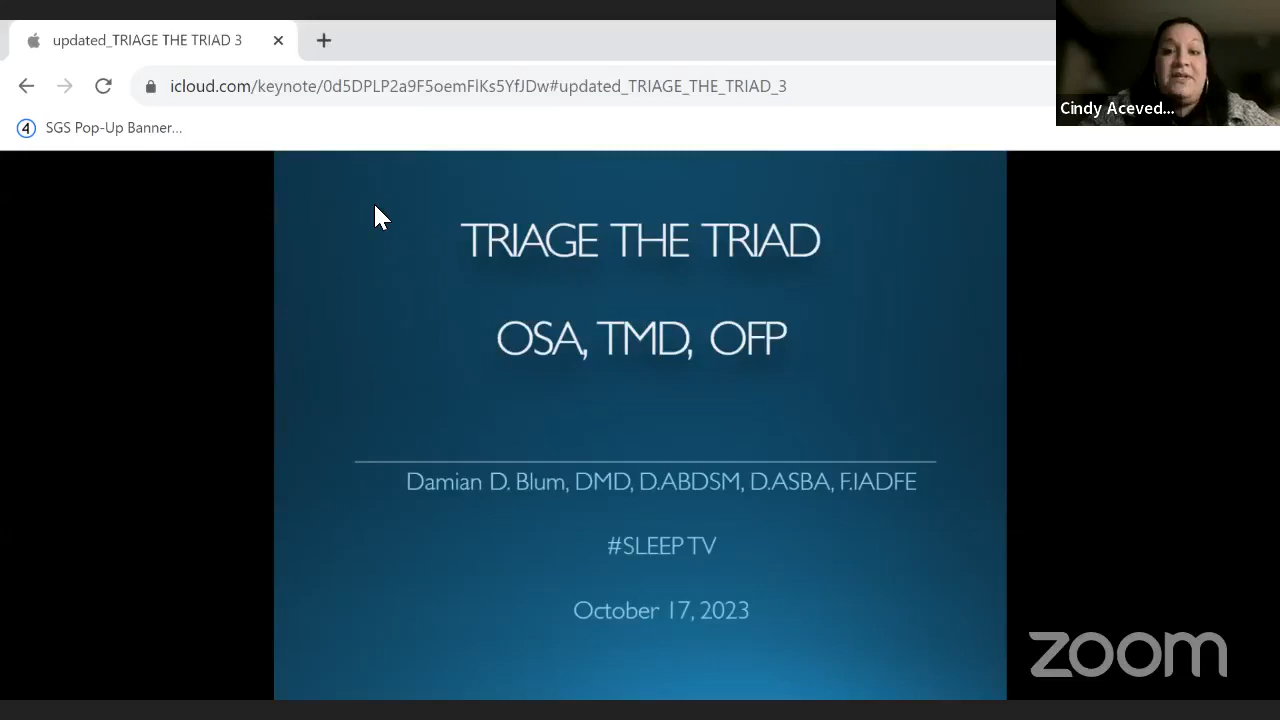 updated_TRIAGE THE TRIAD 3
icloud.com/keynote/0d5DPLP2a9F5oemFlKs5YfJDw#updated_TRIAGE_THE_TRIAD_3
4 SGS Pop-Up Banner...
Cindy Aceved...
TRIAGE THE TRIAD
OSA, TMD, OFP
Damian D. Blum, DMD, D.ABDSM, D.ASBA, F.IADFE
#SLEEP TV
October 17, 2023
zoom